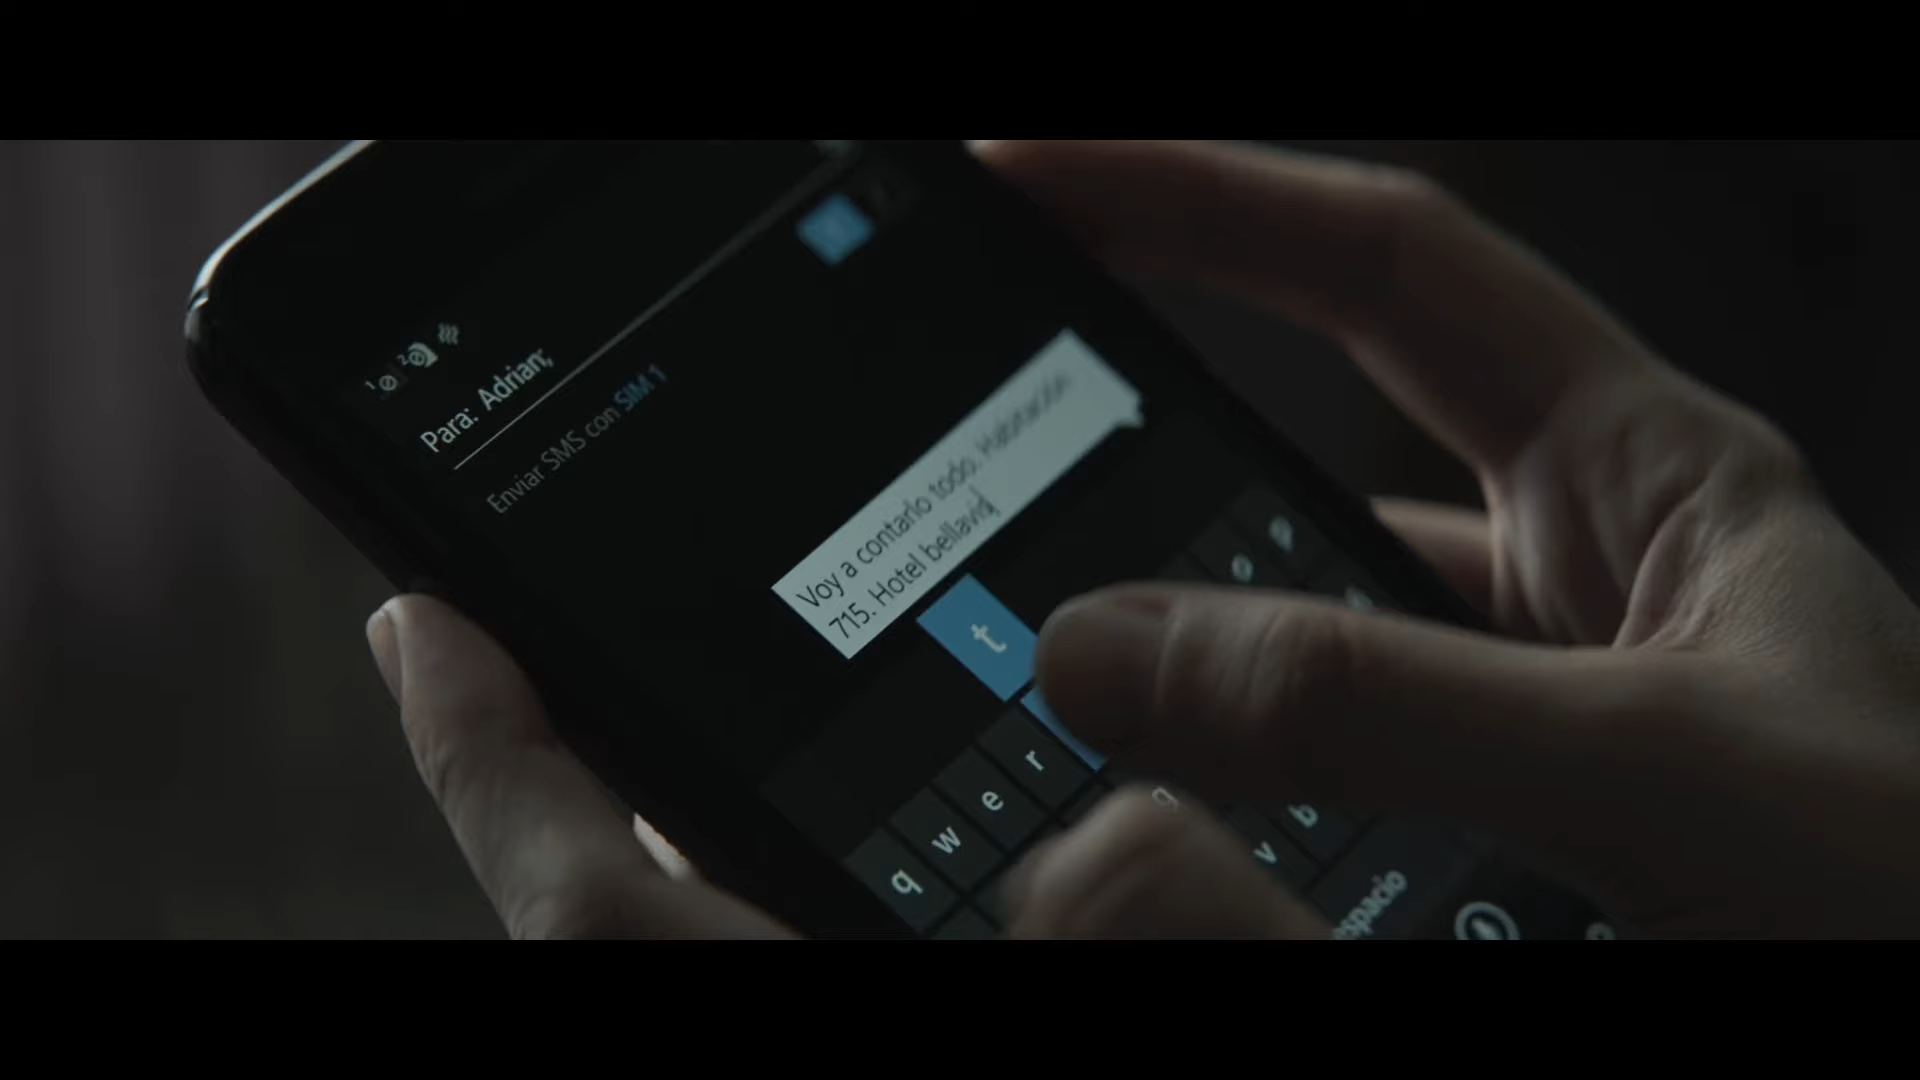 Para: Adrian;
Enviar SMS con SIM 1
Voy a contarlo todo. Habitación
715. Hotel bellavid
t
q w e r
o p
g
v b
espacio